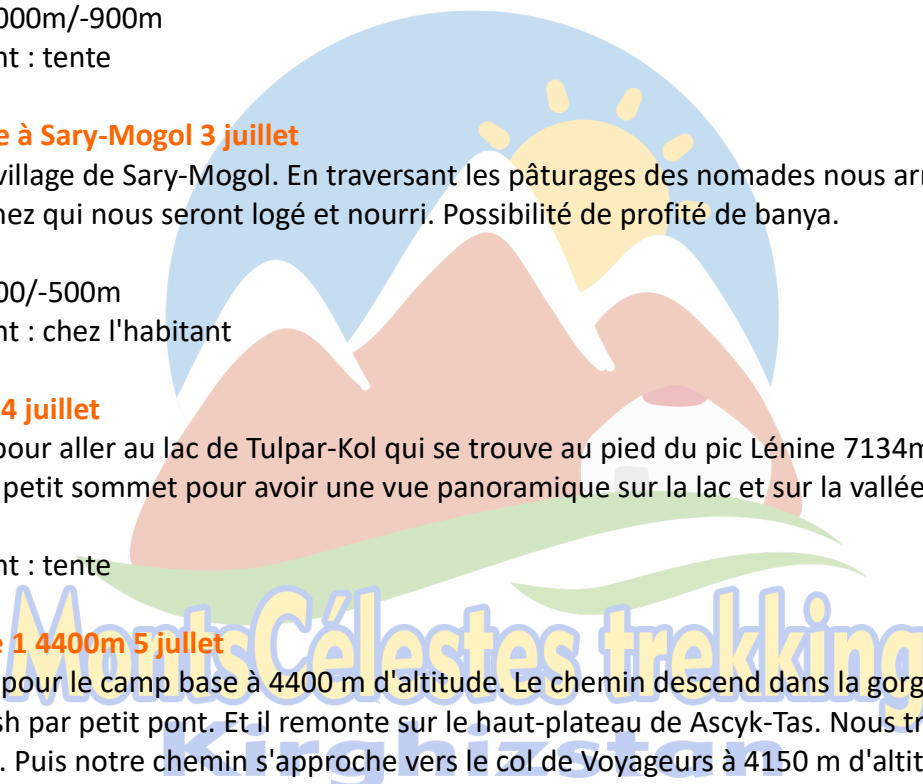 000m/-900m
nt : tente
e à Sary-Mogol 3 juillet
village de Sary-Mogol. En traversant les pâturages des nomades nous arr
hez qui nous seront logé et nourri. Possibilité de profité de banya.
00/-500m
nt : chez l'habitant
4 juillet
pour aller au lac de Tulpar-Kol qui se trouve au pied du pic Lénine 7134m
petit sommet pour avoir une vue panoramique sur la lac et sur la vallée
nt : tente
e 1 4400m 5 jullet
pour le camp base à 4400 m d'altitude. Le chemin descend dans la gorg
sh par petit pont. Et il remonte sur le haut-plateau de Ascyk-Tas. Nous tr
. Puis notre chemin s'approche vers le col de Voyageurs à 4150 m d'altit
MontsCélestes trekking
Kirghizstan